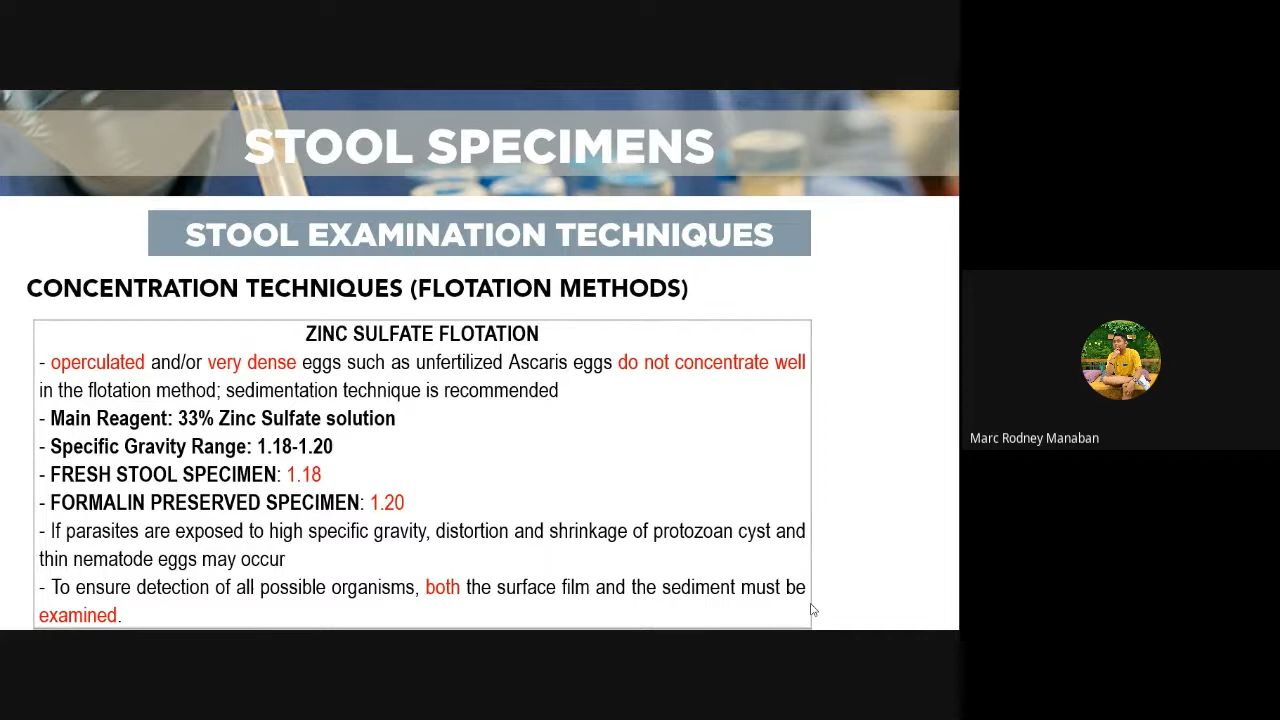 STOOL SPECIMENS
STOOL EXAMINATION TECHNIQUES
CONCENTRATION TECHNIQUES (FLOTATION METHODS)
ZINC SULFATE FLOTATION
- operculated and/or very dense eggs such as unfertilized Ascaris eggs do not concentrate well
in the flotation method; sedimentation technique is recommended
- Main Reagent: 33% Zinc Sulfate solution
- Specific Gravity Range: 1.18-1.20
- FRESH STOOL SPECIMEN: 1.18
- FORMALIN PRESERVED SPECIMEN: 1.20
- If parasites are exposed to high specific gravity, distortion and shrinkage of protozoan cyst and
thin nematode eggs may occur
- To ensure detection of all possible organisms, both the surface film and the sediment must be
examined.
Marc Rodney Manaban